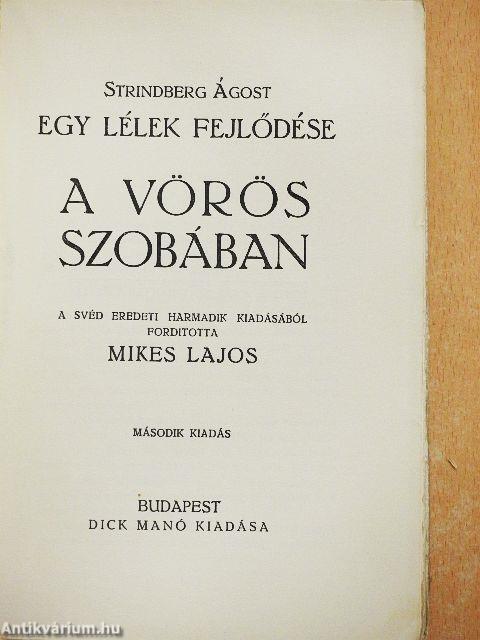 STRINDBERG ÁGOST
EGY LÉLEK FEJLŐDÉSE
A VÖRÖS
SZOBÁBAN
A SVÉD EREDETI HARMADIK KIADÁSÁBÓL
FORDITOTTA
MIKES LAJOS
MÁSODIK KIADÁS
BUDAPEST
DICK MANÓ KIADÁSA
Antikvárium.hu